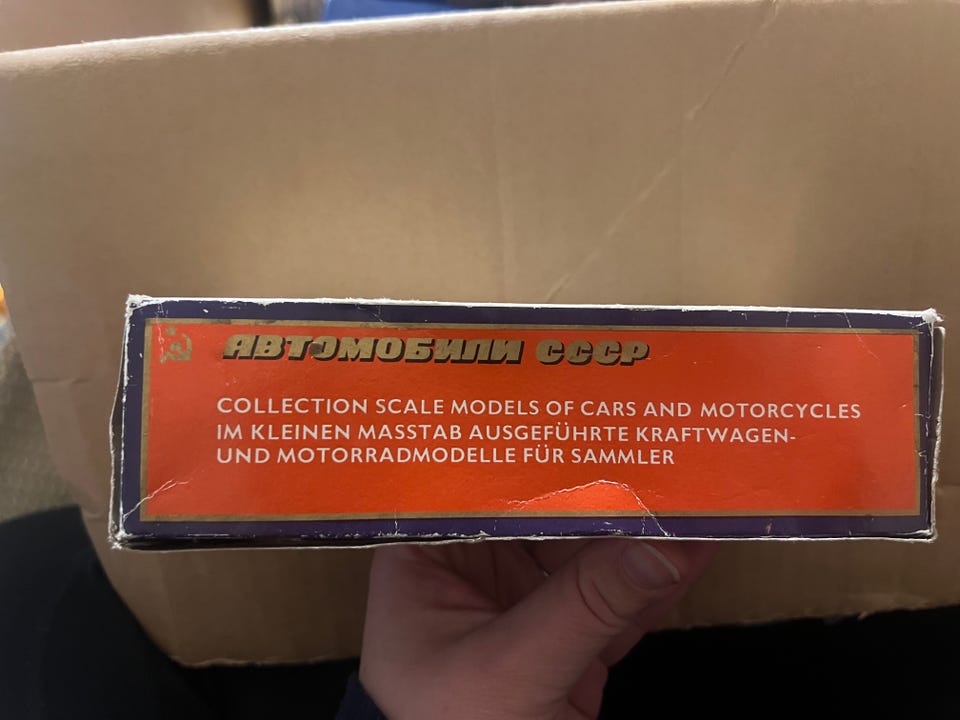 АВТОМОБИЛИ СССР
COLLECTION SCALE MODELS OF CARS AND MOTORCYCLES
IM KLEINEN MASSTAB AUSGEFÜHRTE KRAFTWAGEN-
UND MOTORRADMODELLE FÜR SAMMLER